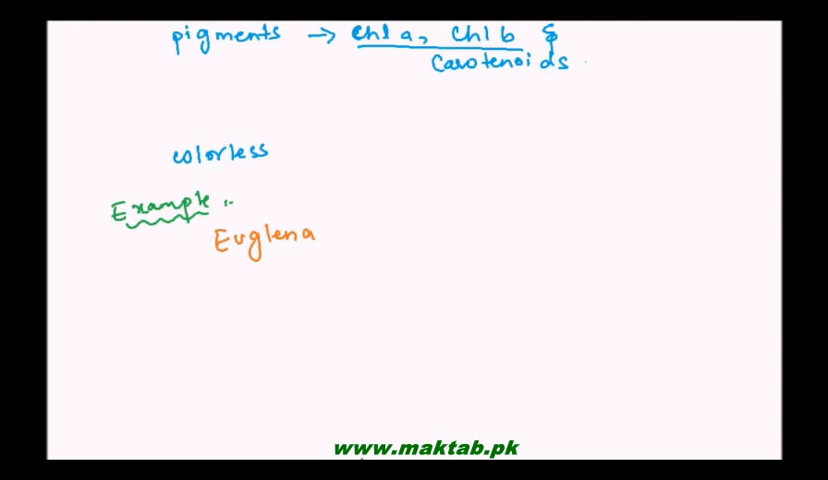 pigments → chl a, chl b &
Carotenoids
colorless
Example :-
Euglena
www.maktab.pk